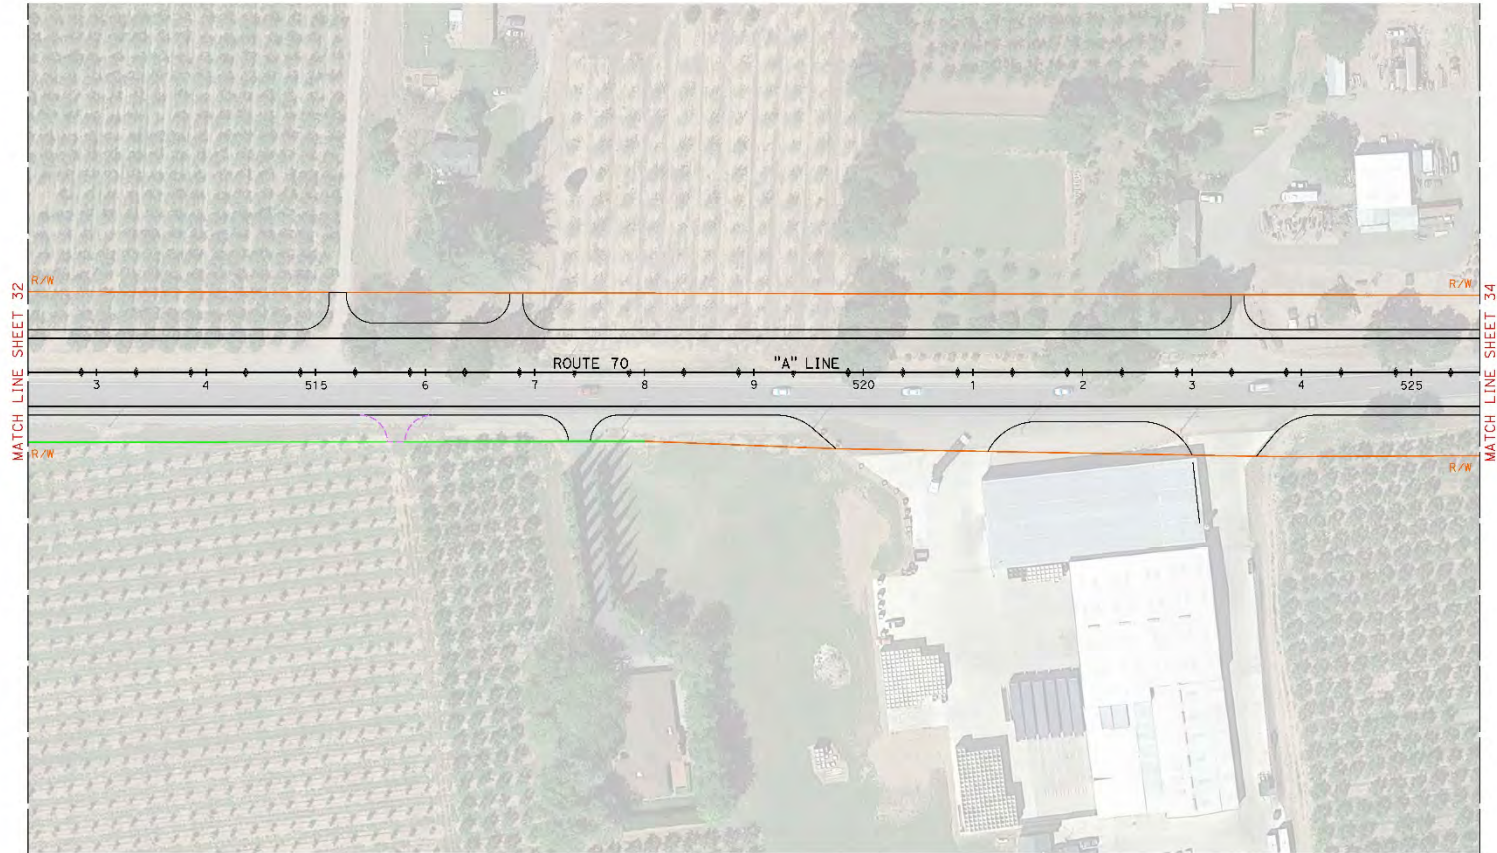 R/W
R/W
MATCH LINE SHEET 32
MATCH LINE SHEET 34
ROUTE 70 "A" LINE
3 4 515 6 7 8 9 520 1 2 3 4 525
R/W
R/W